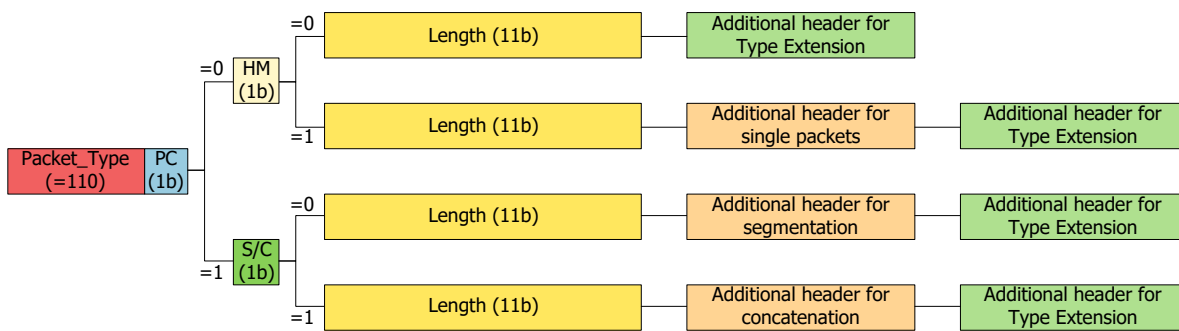 =0
Length (11b)
Additional header for
Type Extension
=0
HM
(1b)
=1
Length (11b)
Additional header for
single packets
Additional header for
Type Extension
Packet_Type
(=110)
PC
(1b)
=0
Length (11b)
Additional header for
segmentation
Additional header for
Type Extension
=1
S/C
(1b)
=1
Length (11b)
Additional header for
concatenation
Additional header for
Type Extension